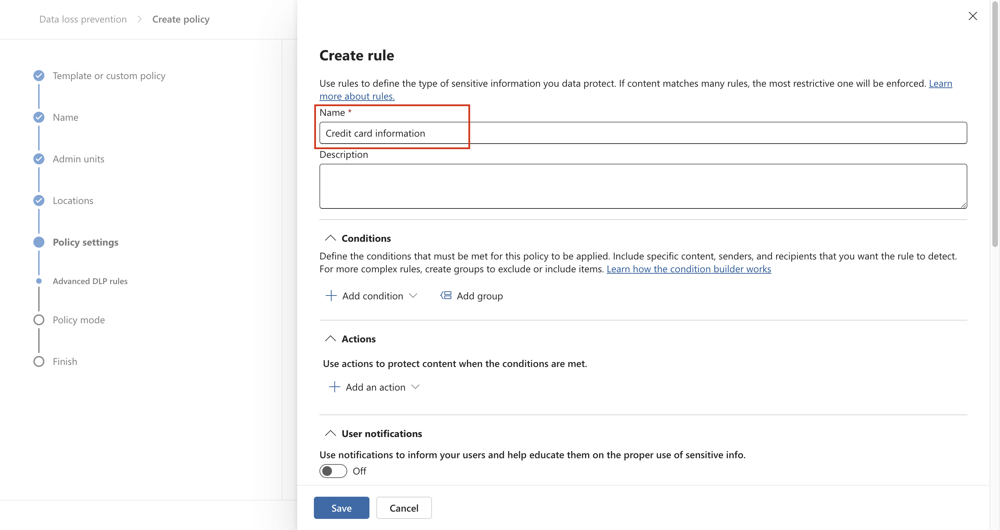 Data loss prevention > Create policy
Template or custom policy
Name
Admin units
Locations
Policy settings
Advanced DLP rules
Policy mode
Finish
Create rule
Use rules to define the type of sensitive information you data protect. If content matches many rules, the most restrictive one will be enforced. Learn
more about rules.
Name *
Credit card information
Description
Conditions
Define the conditions that must be met for this policy to be applied. Include specific content, senders, and recipients that you want the rule to detect.
For more complex rules, create groups to exclude or include items. Learn how the condition builder works
Add condition Add group
Actions
Use actions to protect content when the conditions are met.
Add an action
User notifications
Use notifications to inform your users and help educate them on the proper use of sensitive info.
Off
Save Cancel